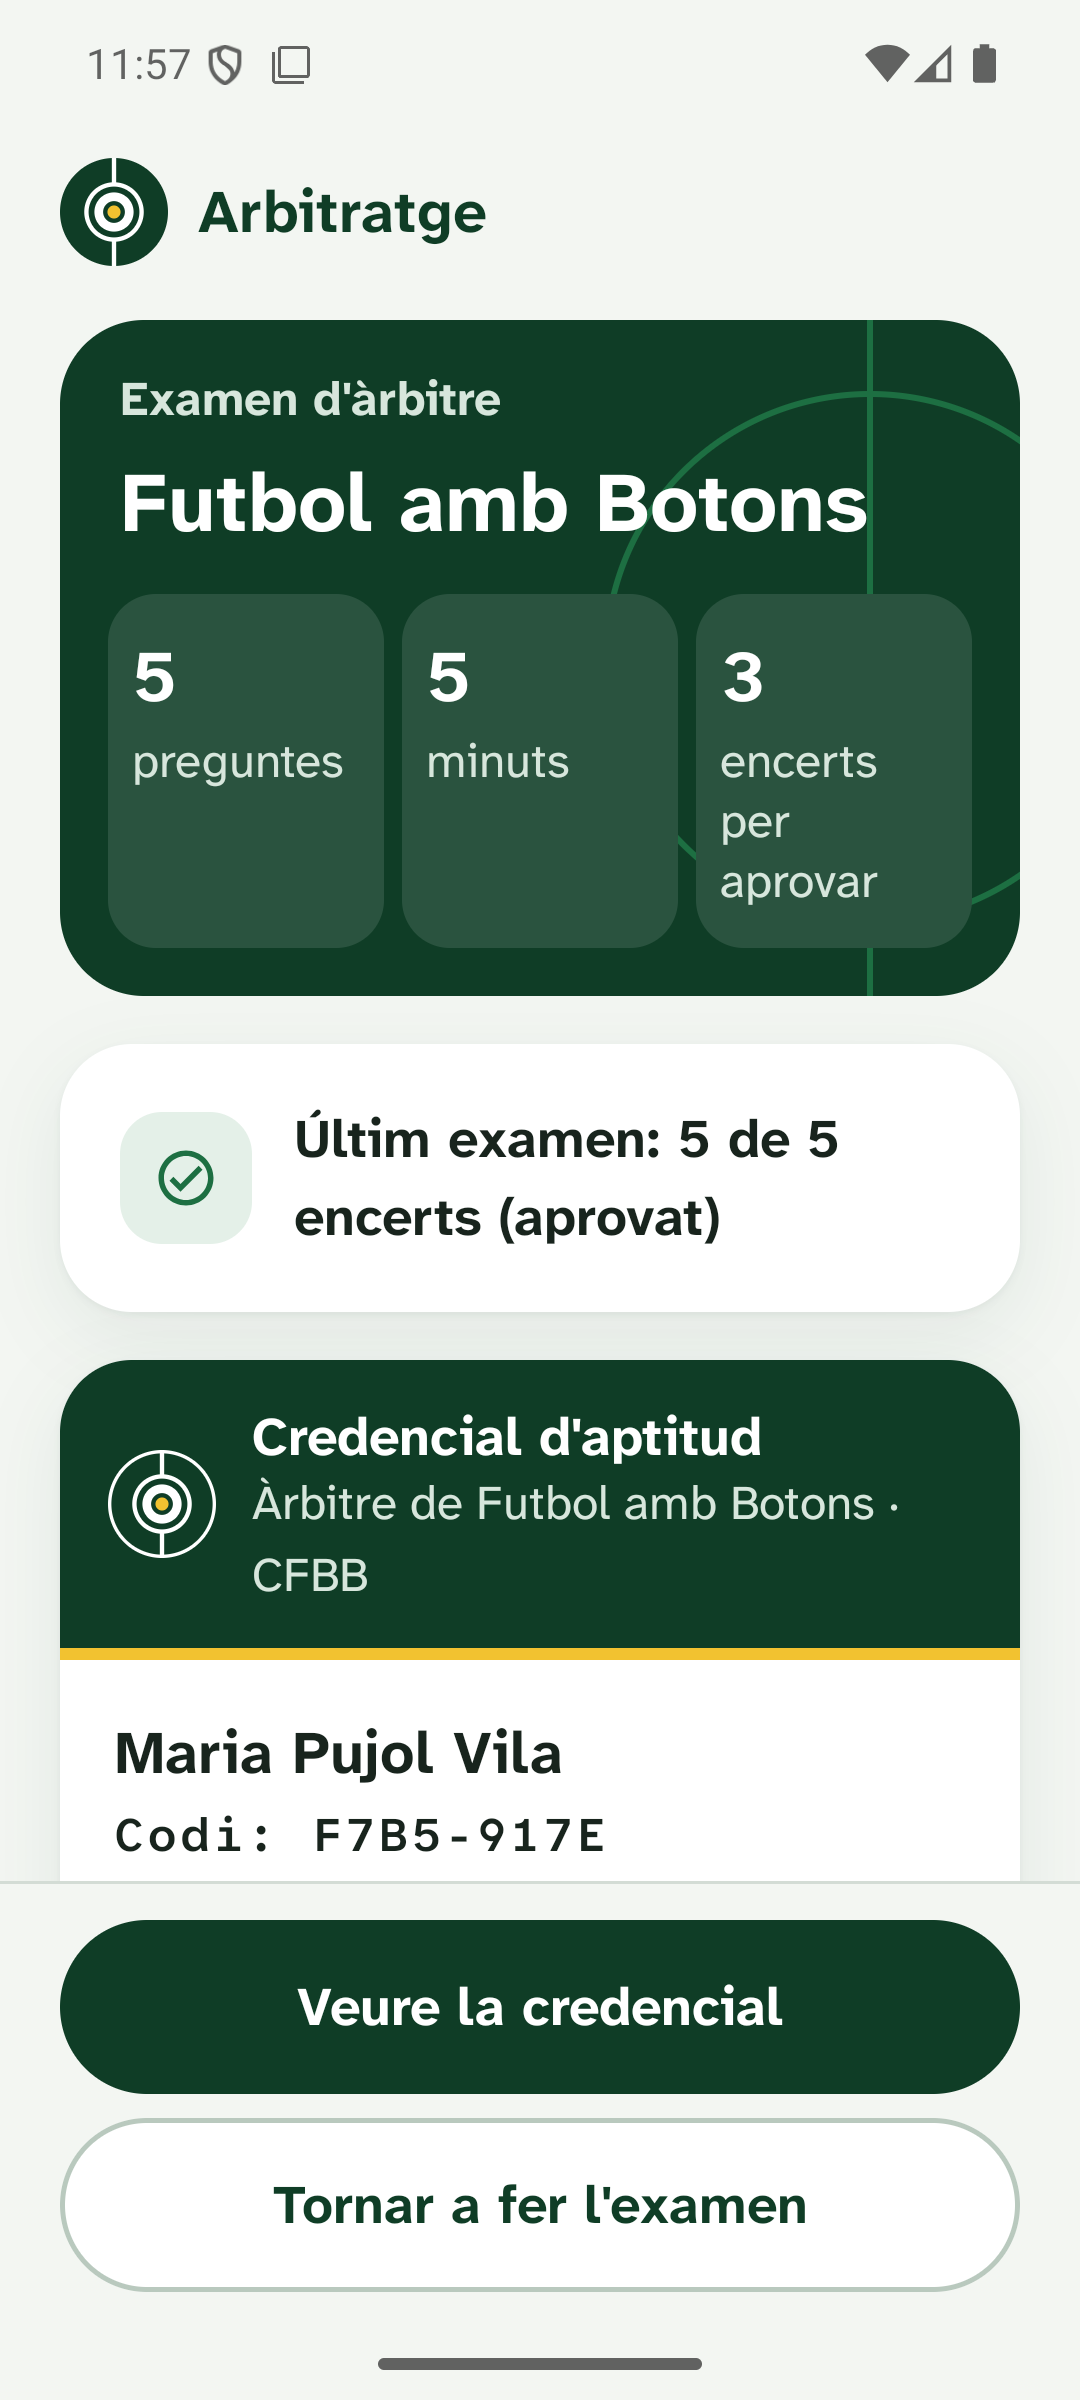 11:57
Arbitratge
Examen d'àrbitre
Futbol amb Botons
5
preguntes
5
minuts
3
encerts
per
aprovar
Últim examen: 5 de 5
encerts (aprovat)
Credencial d'aptitud
Àrbitre de Futbol amb Botons ·
CFBB
Maria Pujol Vila
Codi: F7B5-917E
Veure la credencial
Tornar a fer l'examen